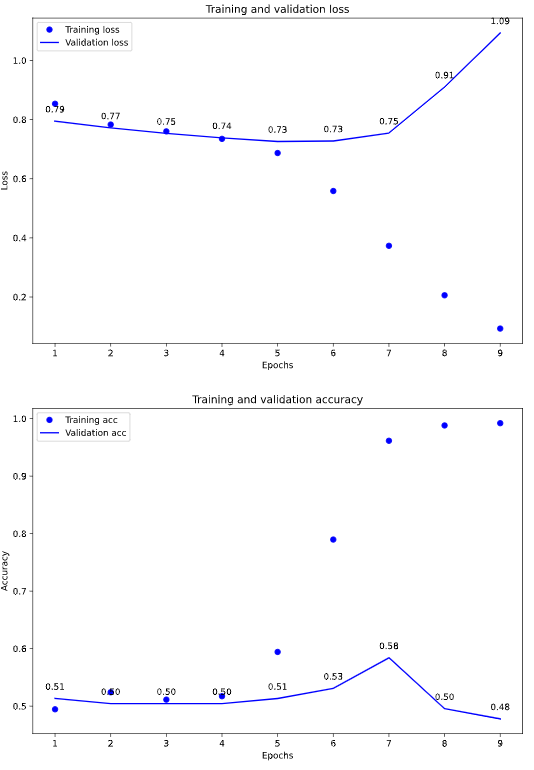 Training and validation loss
Training loss
Validation loss
1.0
0.8
0.6
0.4
0.2
0.79
0.77
0.75
0.74
0.73
0.73
0.75
0.91
1.09
Loss
1 2 3 4 5 6 7 8 9
Epochs
Training and validation accuracy
Training acc
Validation acc
1.0
0.9
0.8
0.7
0.6
0.5
0.51
0.50
0.50
0.50
0.51
0.53
0.58
0.50
0.48
Accuracy
1 2 3 4 5 6 7 8 9
Epochs